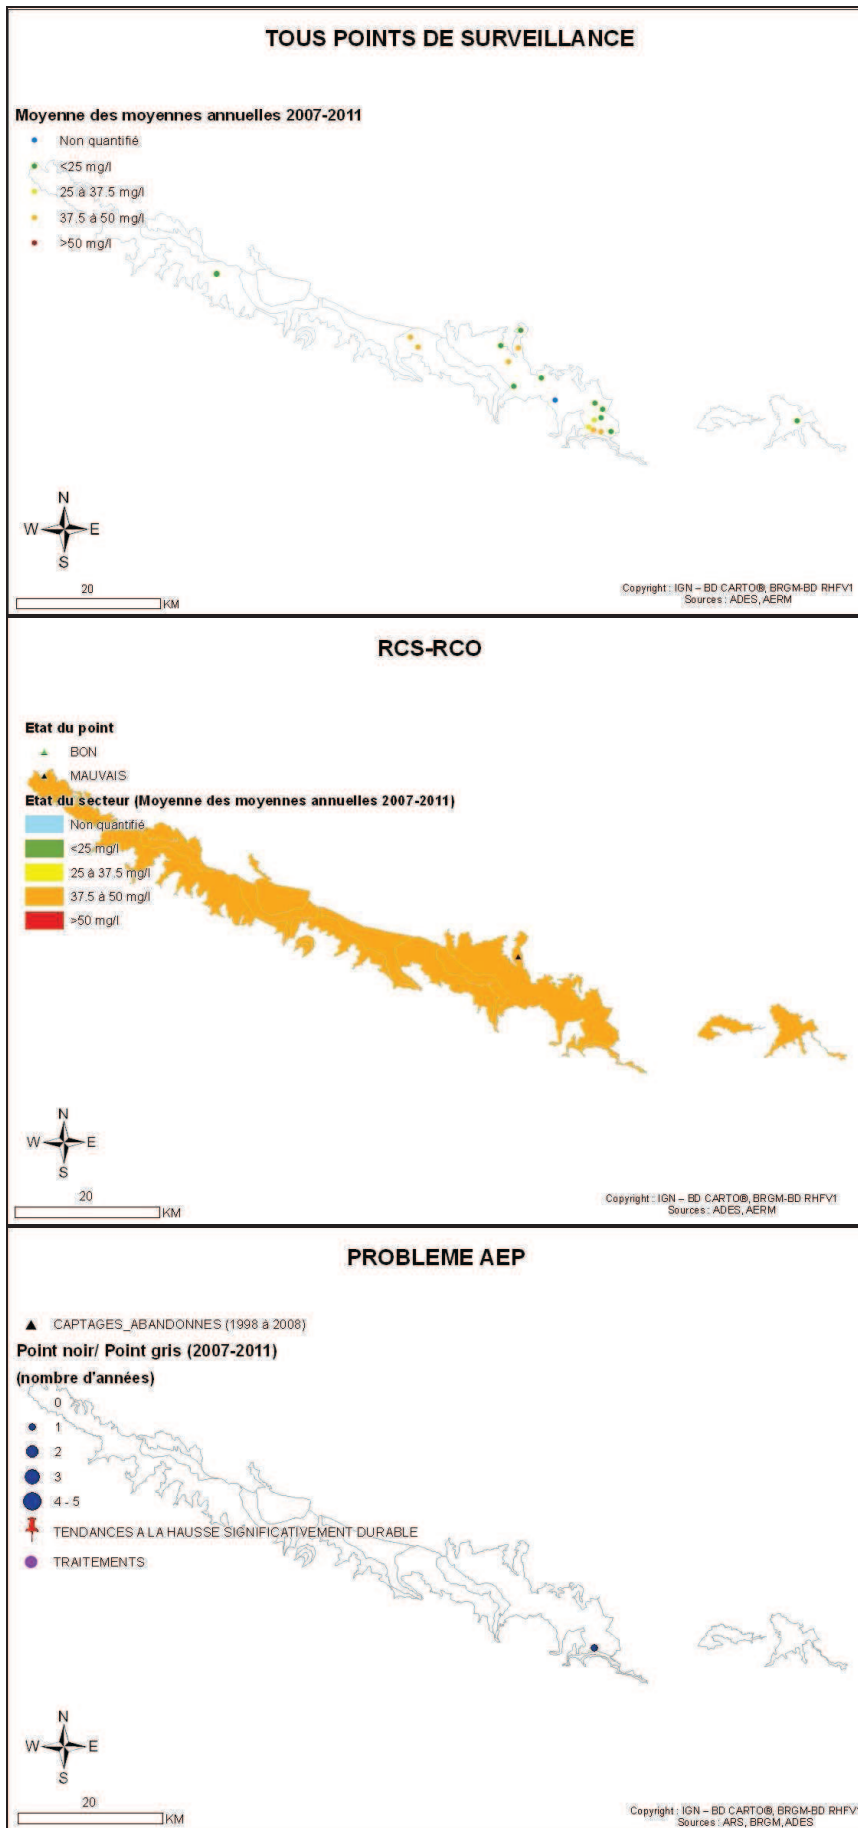 TOUS POINTS DE SURVEILLANCE
Moyenne des moyennes annuelles 2007-2011
Non quantifié
<25 mg/l
25 à 37.5 mg/l
37.5 à 50 mg/l
>50 mg/l
N
W E
S
20
KM
Copyright : IGN – BD CARTO®, BRGM-BD RHFV1
Sources : ADES, AERM
RCS-RCO
Etat du point
BON
MAUVAIS
Etat du secteur (Moyenne des moyennes annuelles 2007-2011)
Non quantifié
<25 mg/l
25 à 37.5 mg/l
37.5 à 50 mg/l
>50 mg/l
N
W E
S
20
KM
Copyright : IGN – BD CARTO®, BRGM-BD RHFV1
Sources : ADES, AERM
PROBLEME AEP
CAPTAGES_ABANDONNES (1998 à 2008)
Point noir/ Point gris (2007-2011)
(nombre d'années)
0
1
2
3
4 - 5
TENDANCES A LA HAUSSE SIGNIFICATIVEMENT DURABLE
TRAITEMENTS
N
W E
S
20
KM
Copyright : IGN – BD CARTO®, BRGM-BD RHFV1
Sources : ARS, BRGM, ADES